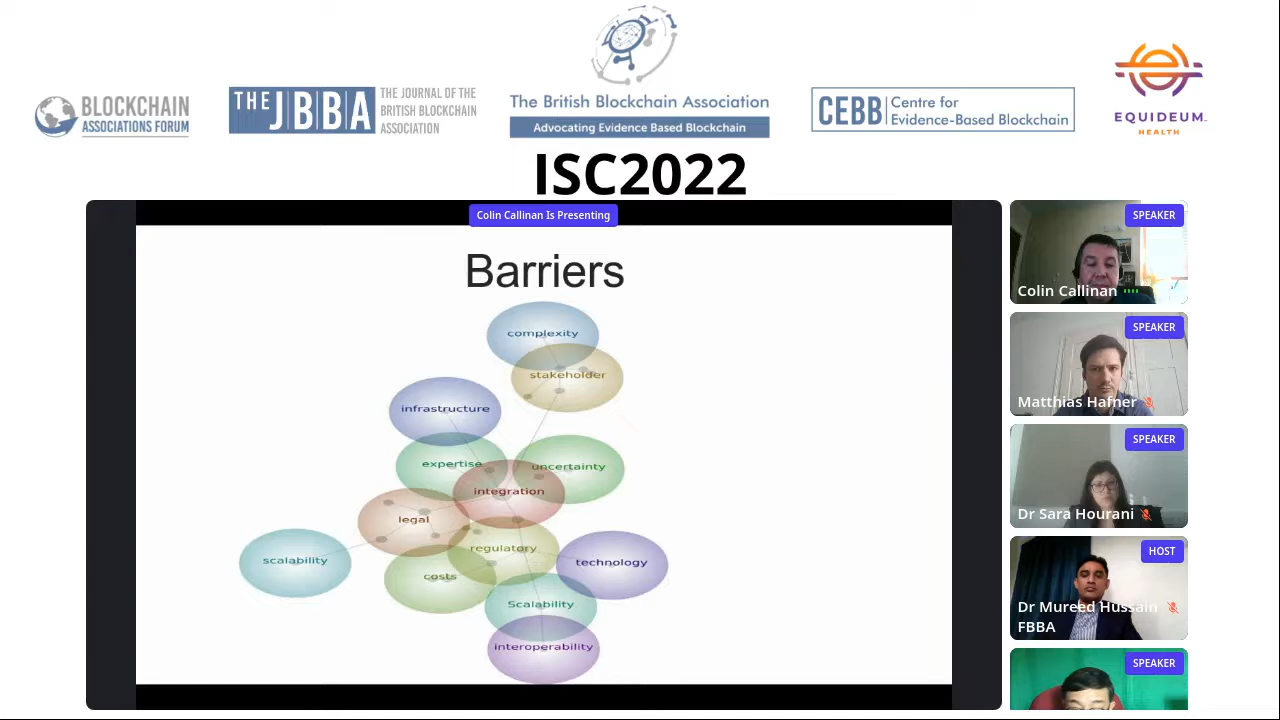 BLOCKCHAIN
ASSOCIATIONS FORUM
THE JBBA
THE JOURNAL OF THE
BRITISH BLOCKCHAIN
ASSOCIATION
The British Blockchain Association
Advocating Evidence Based Blockchain
CEBB
Centre for
Evidence-Based Blockchain
EQUIDEUM
HEALTH
ISC2022
Colin Callinan Is Presenting
Barriers
complexity
stakeholder
infrastructure
expertise
uncertainty
integration
legal
regulatory
scalability
technology
costs
Scalability
interoperability
SPEAKER
Colin Callinan
SPEAKER
Matthias Hafner
SPEAKER
Dr Sara Hourani
HOST
Dr Mureed Hussain
FBBA
SPEAKER